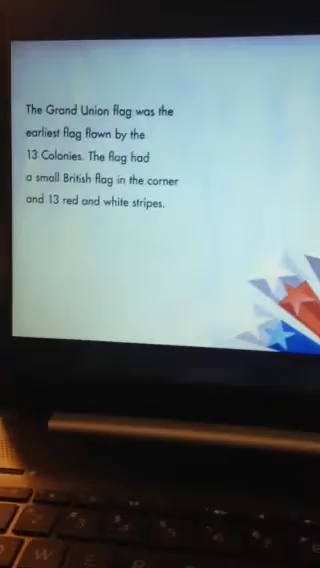 The Grand Union flag was the
earliest flag flown by the
13 Colonies. The flag had
a small British flag in the corner
and 13 red and white stripes.
W